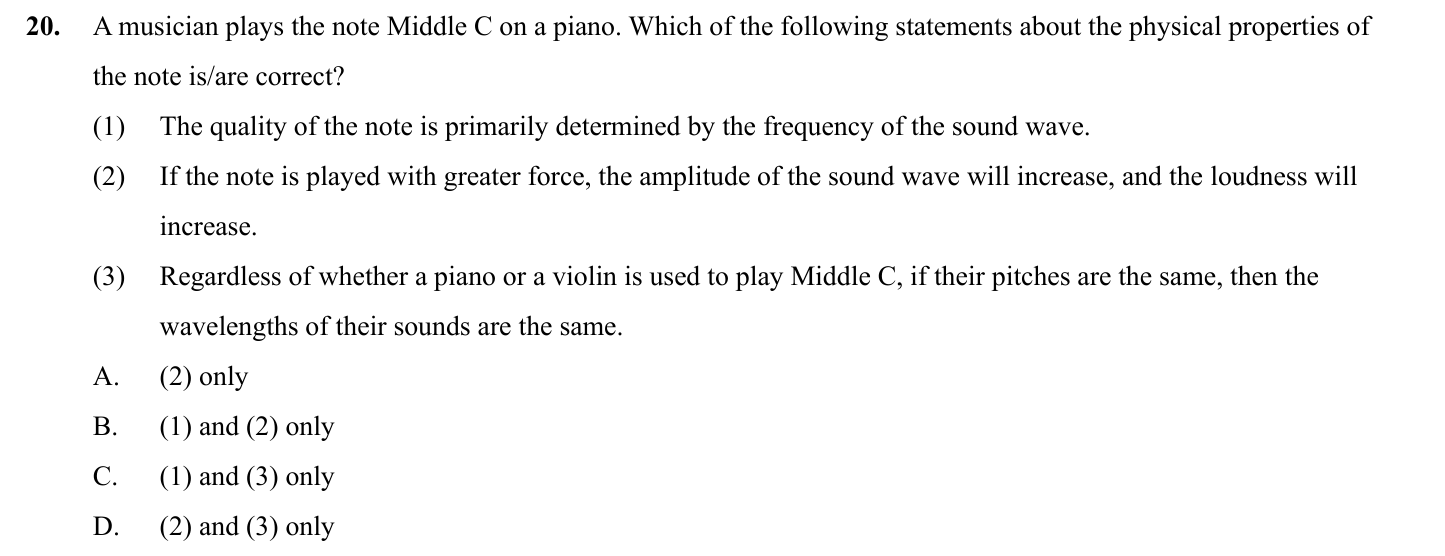 20. A musician plays the note Middle C on a piano. Which of the following statements about the physical properties of
the note is/are correct?
(1) The quality of the note is primarily determined by the frequency of the sound wave.
(2) If the note is played with greater force, the amplitude of the sound wave will increase, and the loudness will
increase.
(3) Regardless of whether a piano or a violin is used to play Middle C, if their pitches are the same, then the
wavelengths of their sounds are the same.
A. (2) only
B. (1) and (2) only
C. (1) and (3) only
D. (2) and (3) only